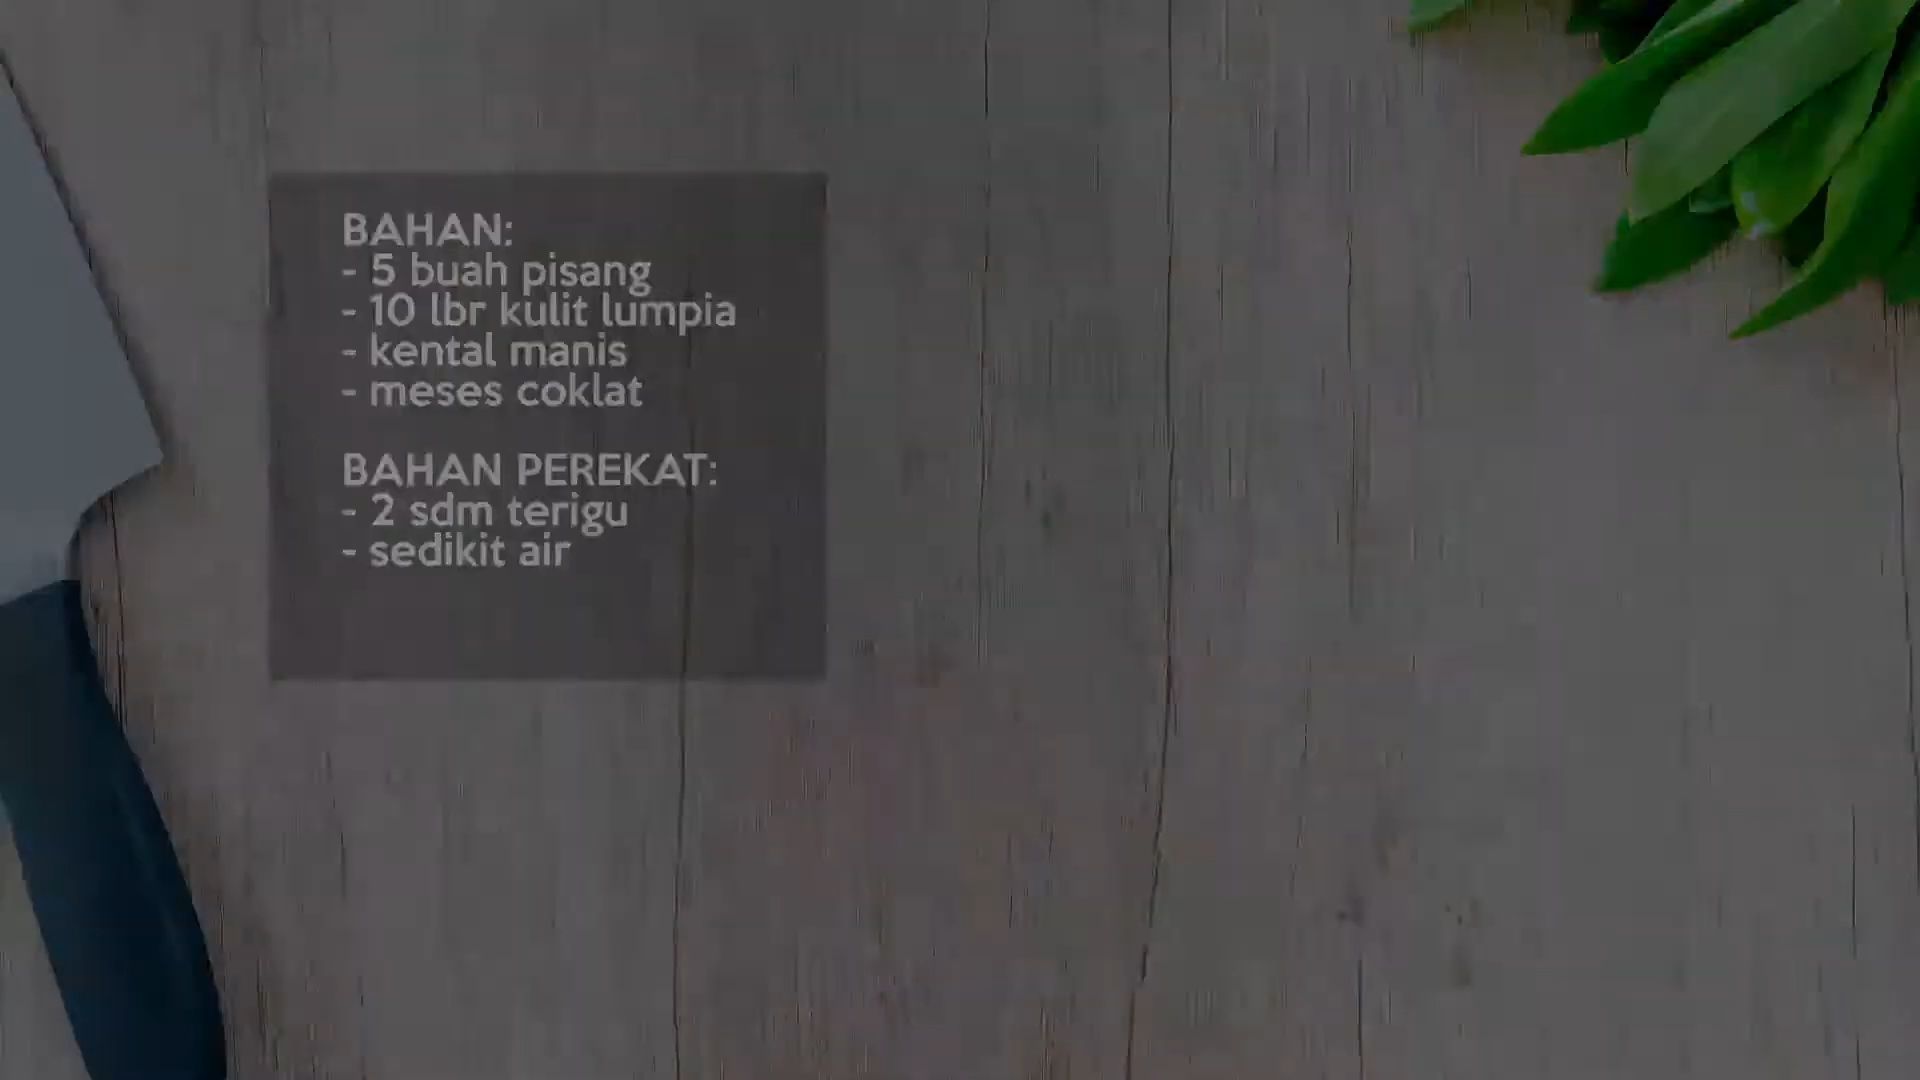 BAHAN:
- 5 buah pisang
- 10 lbr kulit lumpia
- kental manis
- meses coklat
BAHAN PEREKAT:
- 2 sdm terigu
- sedikit air